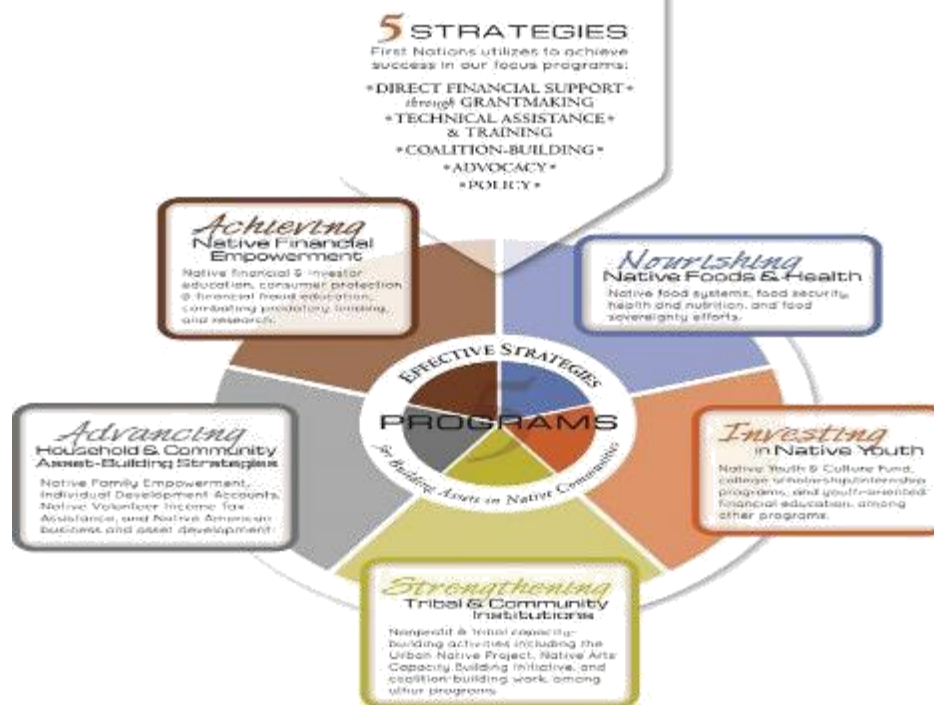 5 STRATEGIES
First Nations utilizes to achieve
success in our focus programs:
•DIRECT FINANCIAL SUPPORT•
through GRANTMAKING
•TECHNICAL ASSISTANCE
& TRAINING
•COALITION-BUILDING•
•ADVOCACY•
•POLICY•
Achieving
Native Financial
Empowerment
Native financial & investor
education, consumer protection
& financial fraud education,
combating predatory lending,
and research.
Nourishing
Native Foods & Health
Native food systems, food security,
health and nutrition, and food
sovereignty efforts.
EFFECTIVE STRATEGIES
5
PROGRAMS
for Building Assets in Native Communities
Advancing
Household & Community
Asset-Building Strategies
Native Family Empowerment,
Individual Development Accounts,
Native Volunteer Income Tax
Assistance, and Native American
business and asset development.
Investing
in Native Youth
Native Youth & Culture Fund,
college scholarship/internship
programs, and youth-oriented
financial education, among
other programs.
Strengthening
Tribal & Community
Institutions
Nonprofit & tribal capacity-
building activities including the
Urban Native Project, Native Arts
Capacity Building Initiative, and
coalition-building work, among
other programs.